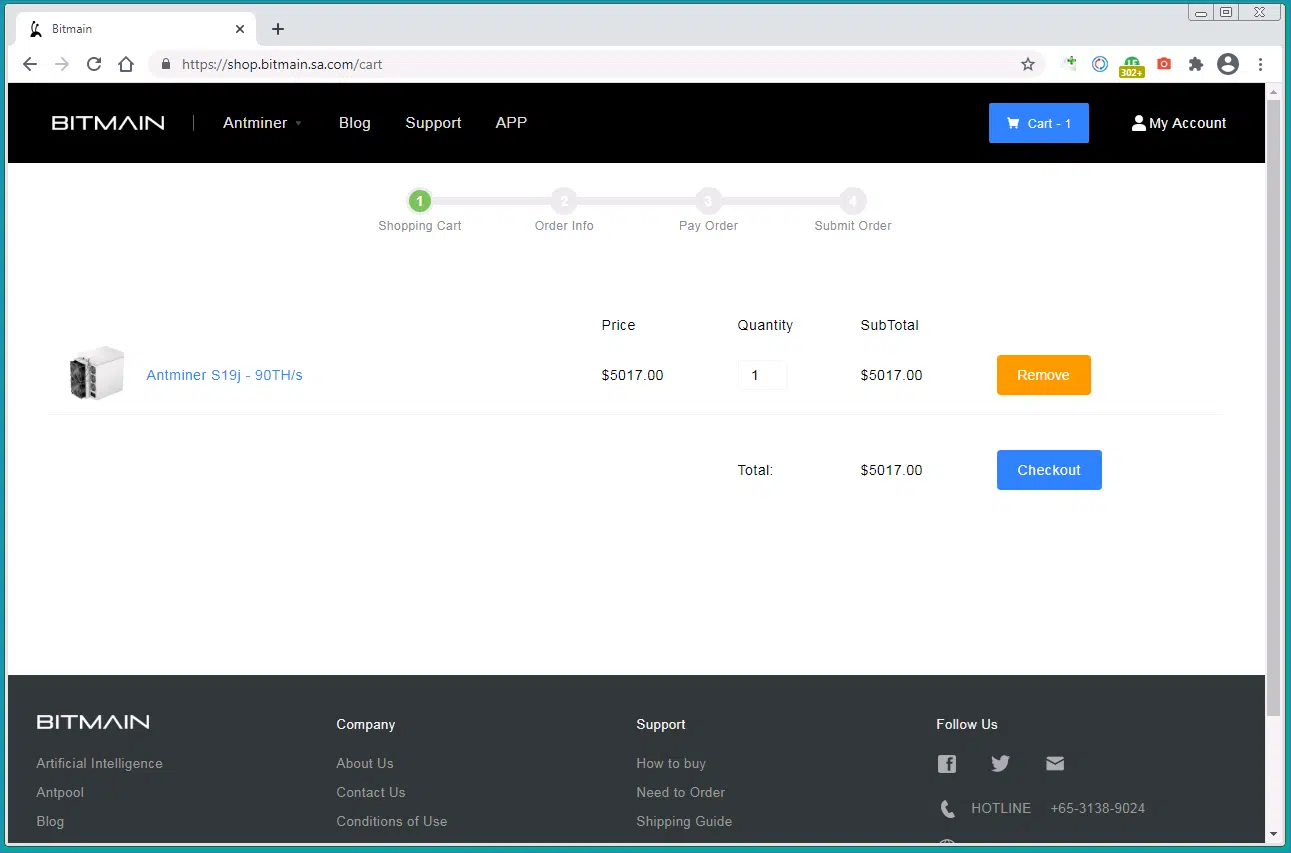 Bitmain
https://shop.bitmain.sa.com/cart
302+
BITMAIN
Antminer
Blog
Support
APP
Cart - 1
My Account
1
2
3
4
Shopping Cart
Order Info
Pay Order
Submit Order
Price
Quantity
SubTotal
Antminer S19j - 90TH/s
$5017.00
1
$5017.00
Remove
Total:
$5017.00
Checkout
BITMAIN
Artificial Intelligence
Antpool
Blog
Company
About Us
Contact Us
Conditions of Use
Support
How to buy
Need to Order
Shipping Guide
Follow Us
HOTLINE +65-3138-9024